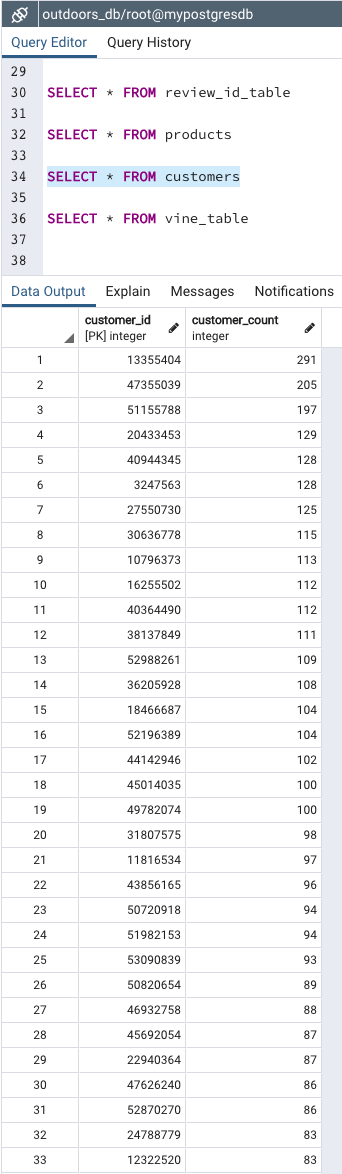 outdoors_db/root@mypostgresdb
Query Editor Query History
29
30 SELECT * FROM review_id_table
31
32 SELECT * FROM products
33
34 SELECT * FROM customers
35
36 SELECT * FROM vine_table
37
38
Data Output Explain Messages Notifications
customer_id customer_count
[PK] integer integer
1 13355404 291
2 47355039 205
3 51155788 197
4 20433453 129
5 40944345 128
6 3247563 128
7 27550730 125
8 30636778 115
9 10796373 113
10 16255502 112
11 40364490 112
12 38137849 111
13 52988261 109
14 36205928 108
15 18466687 104
16 52196389 104
17 44142946 102
18 45014035 100
19 49782074 100
20 31807575 98
21 11816534 97
22 43856165 96
23 50720918 94
24 51982153 94
25 53090839 93
26 50820654 89
27 46932758 88
28 45692054 87
29 22940364 87
30 47626240 86
31 52870270 86
32 24788779 83
33 12322520 83